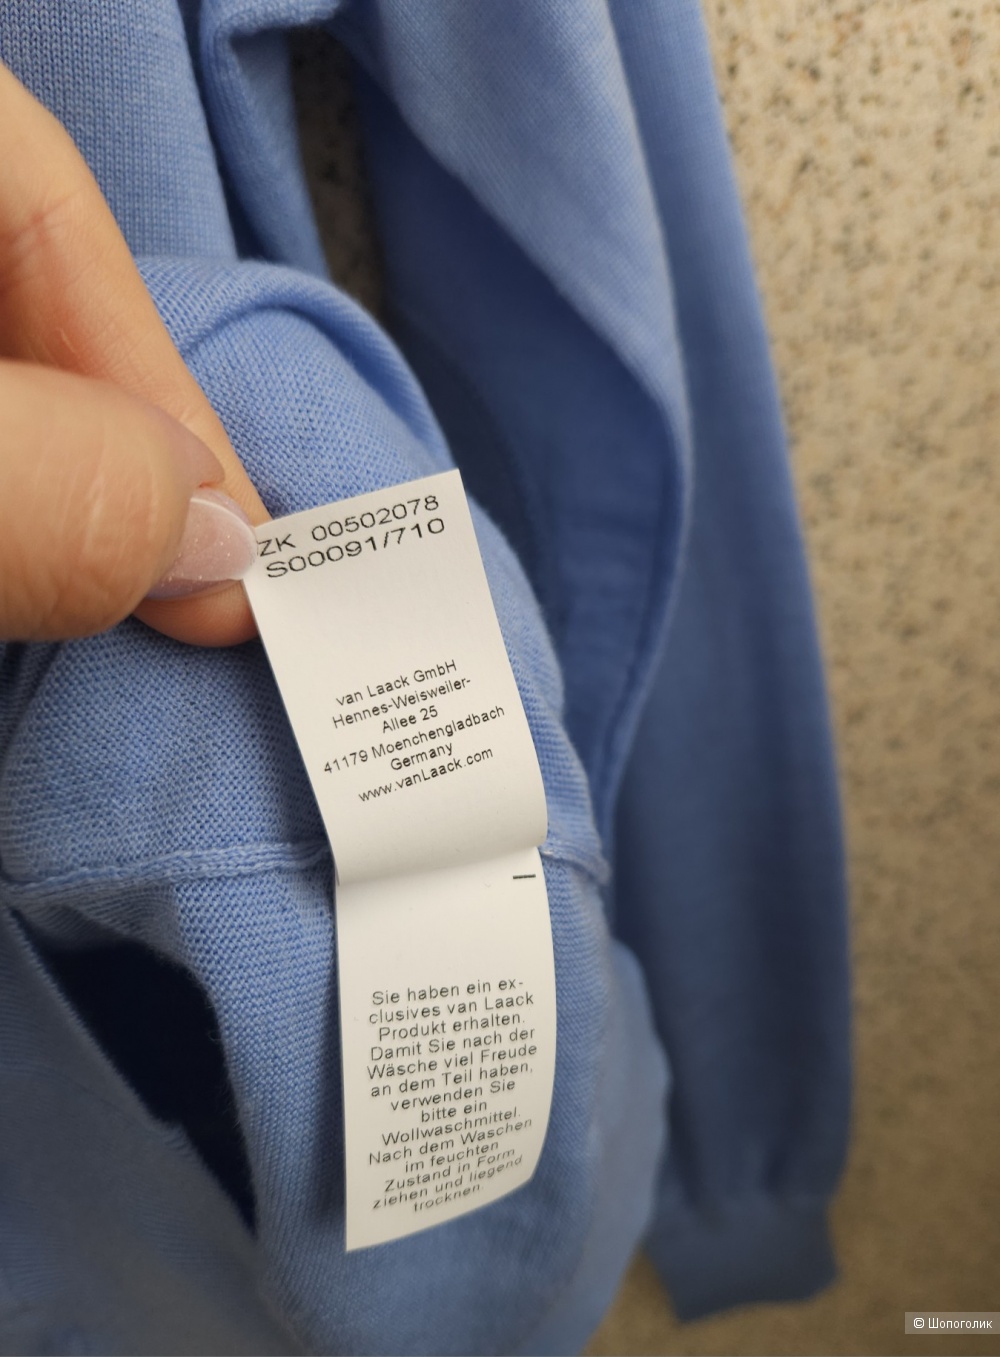 ZK 00502078
S00091/710
van Laack GmbH
Hennes-Weisweiler-
Allee 25
41179 Moenchengladbach
Germany
www.vanLaack.com
Sie haben ein ex-
clusives van Laack
Produkt erhalten.
Damit Sie nach der
Wäsche viel Freude
an dem Teil haben,
verwenden Sie
bitte ein
Wollwaschmittel.
Nach dem Waschen
im feuchten
Zustand in Form
ziehen und liegend
trocknen.
© Шопоголик